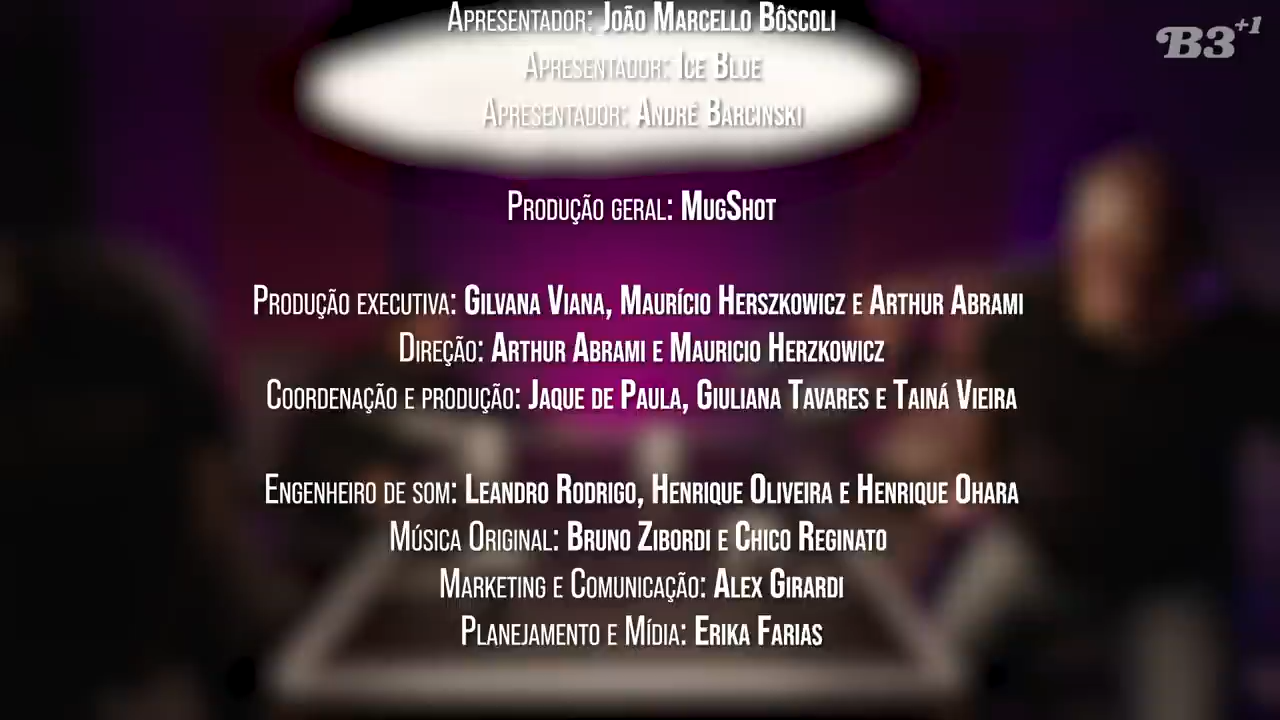 Apresentador: João Marcello Bôscoli
B3+1
Apresentador: Ice Blue
Apresentador: André Barcinski
Produção geral: MugShot
Produção executiva: Gilvana Viana, Maurício Herszkowicz e Arthur Abrami
Direção: Arthur Abrami e Mauricio Herzkowicz
Coordenação e produção: Jaque de Paula, Giuliana Tavares e Tainá Vieira
Engenheiro de som: Leandro Rodrigo, Henrique Oliveira e Henrique Ohara
Música Original: Bruno Zibordi e Chico Reginato
Marketing e Comunicação: Alex Girardi
Planejamento e Mídia: Erika Farias